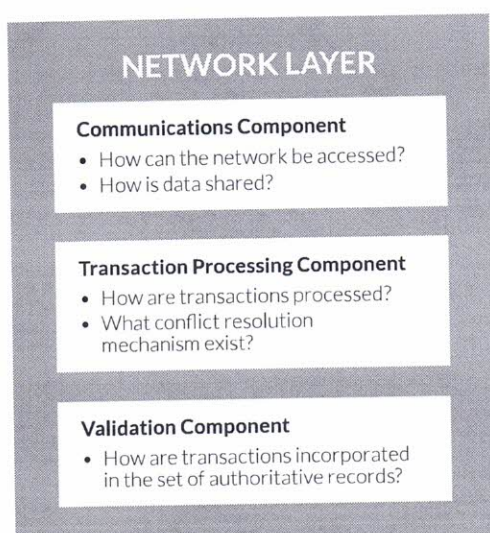 NETWORK LAYER
Communications Component
• How can the network be accessed?
• How is data shared?
Transaction Processing Component
• How are transactions processed?
• What conflict resolution
mechanism exist?
Validation Component
• How are transactions incorporated
in the set of authoritative records?